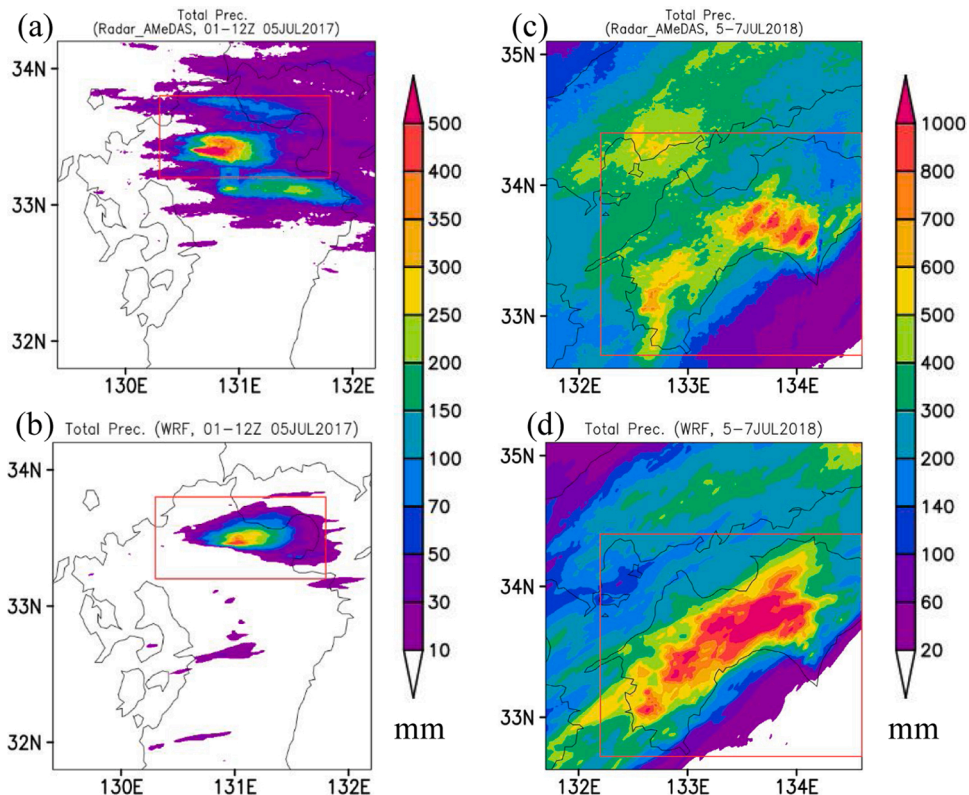 (a)
Total Prec.
(Radar_AMeDAS, 01-12Z 05JUL2017)
34N
33N
32N
130E 131E 132E
500
400
350
300
250
200
150
100
70
50
30
10
mm
(c)
Total Prec.
(Radar_AMeDAS, 5-7JUL2018)
35N
34N
33N
132E 133E 134E
1000
800
700
600
500
400
300
200
140
100
60
20
mm
(b)
Total Prec. (WRF, 01-12Z 05JUL2017)
34N
33N
32N
130E 131E 132E
(d)
Total Prec. (WRF, 5-7JUL2018)
35N
34N
33N
132E 133E 134E